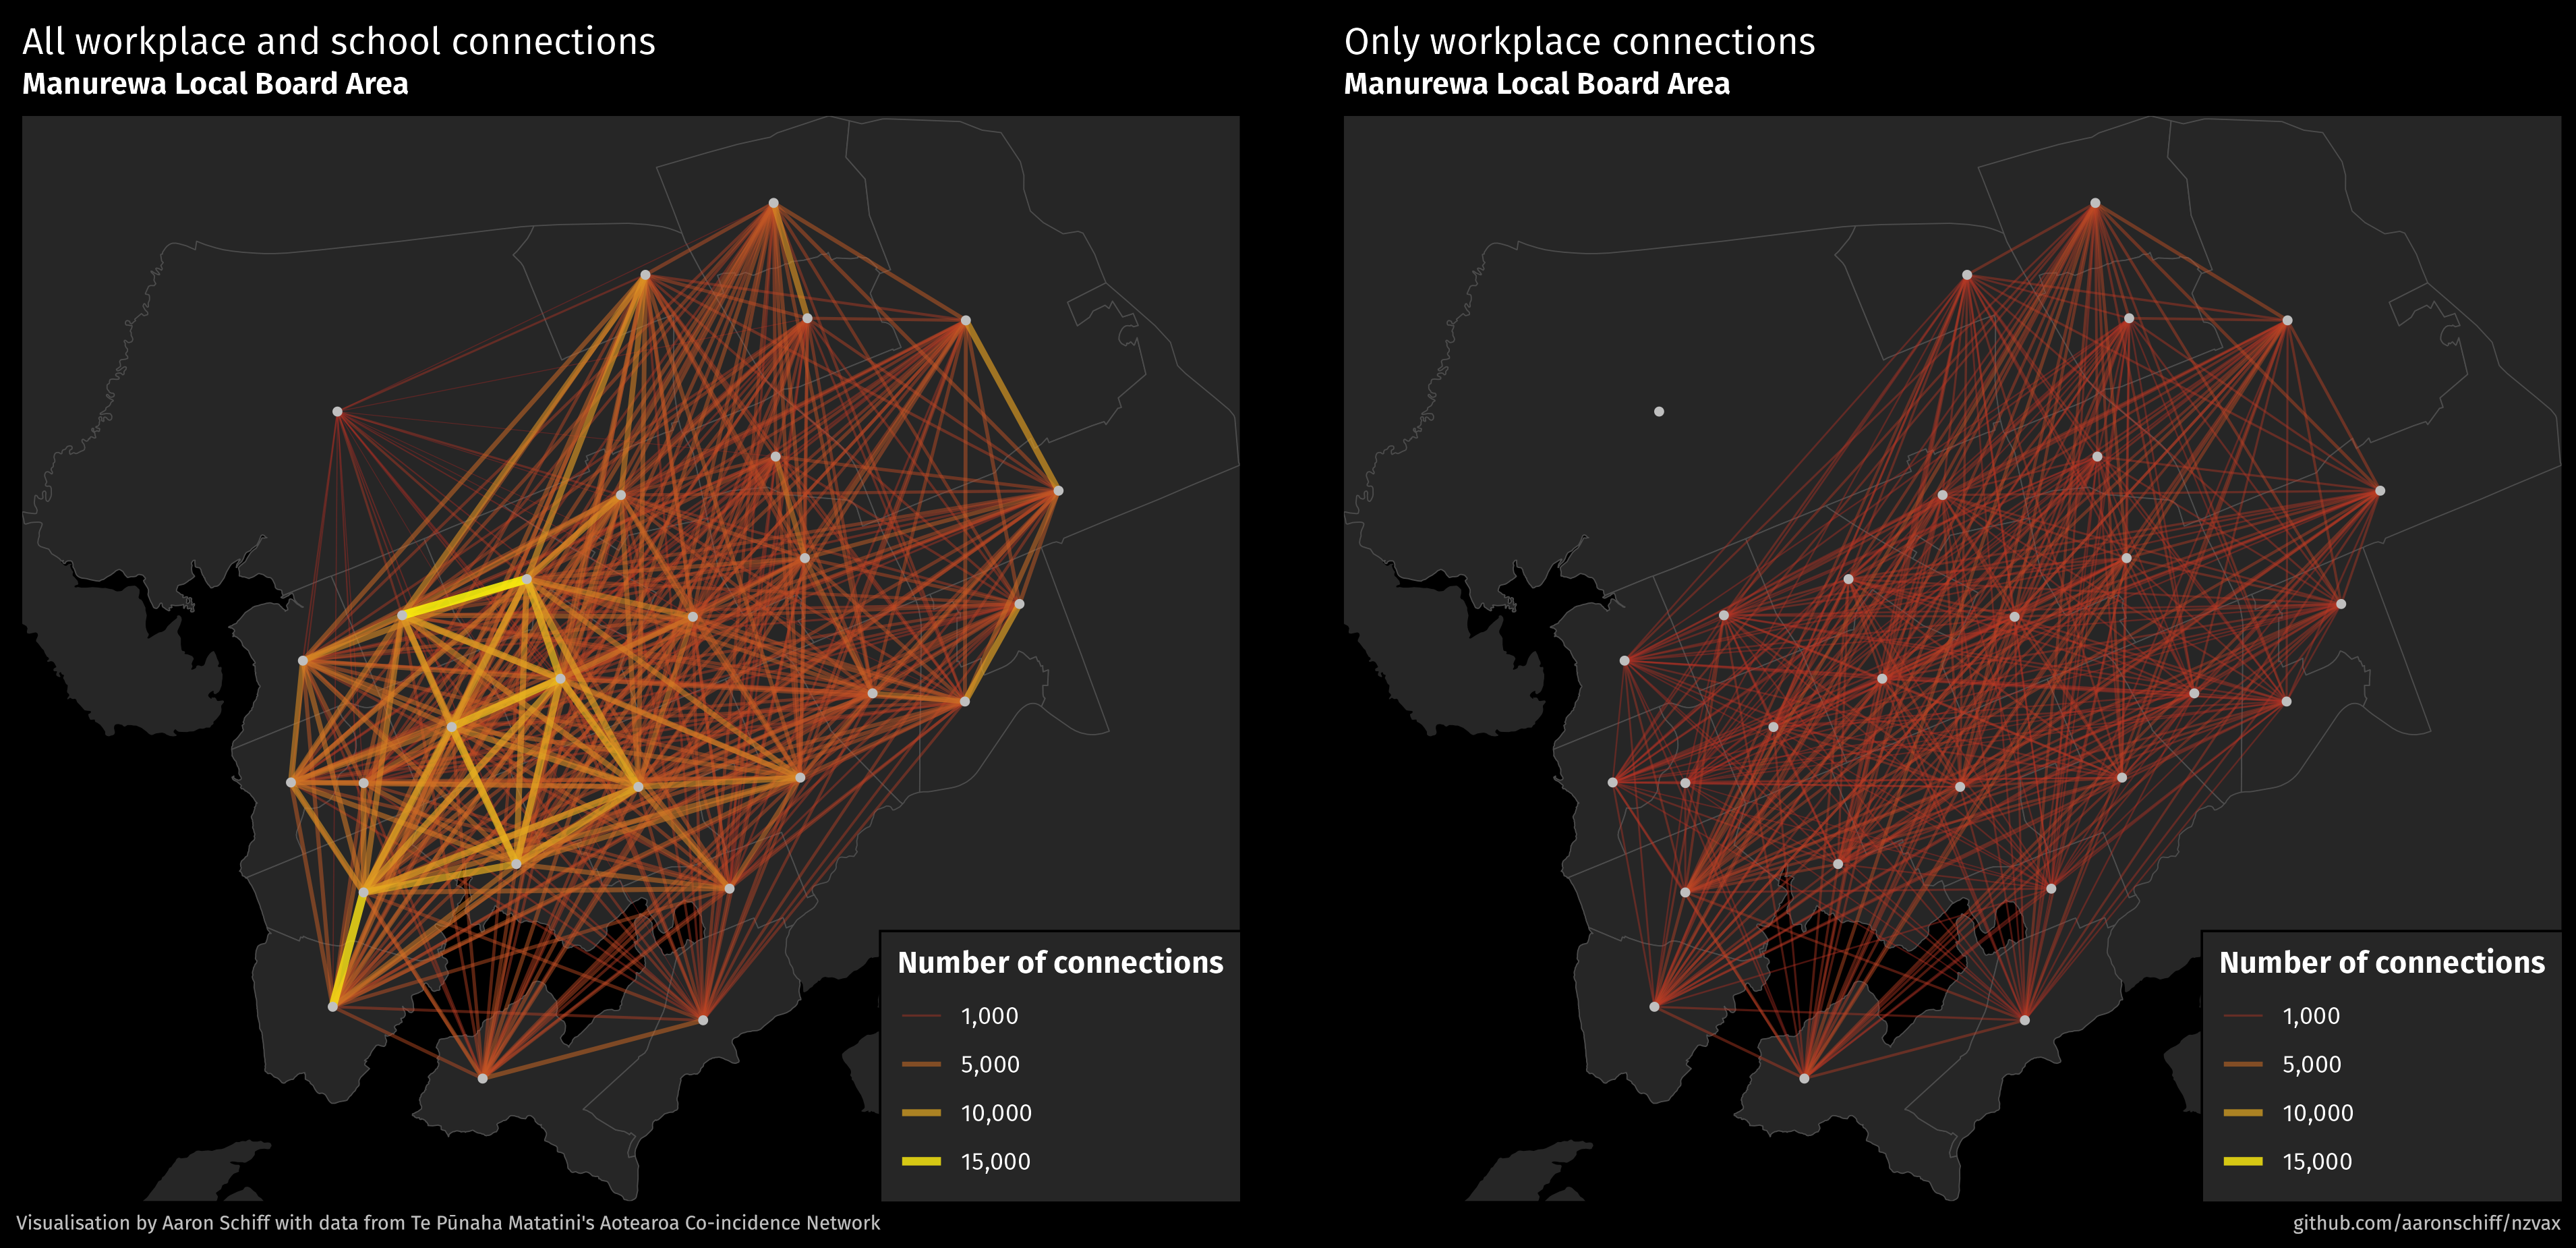 All workplace and school connections
Manurewa Local Board Area
Number of connections
1,000
5,000
10,000
15,000
Only workplace connections
Manurewa Local Board Area
Number of connections
1,000
5,000
10,000
15,000
Visualisation by Aaron Schiff with data from Te Pūnaha Matatini's Aotearoa Co-incidence Network
github.com/aaronschiff/nzvax